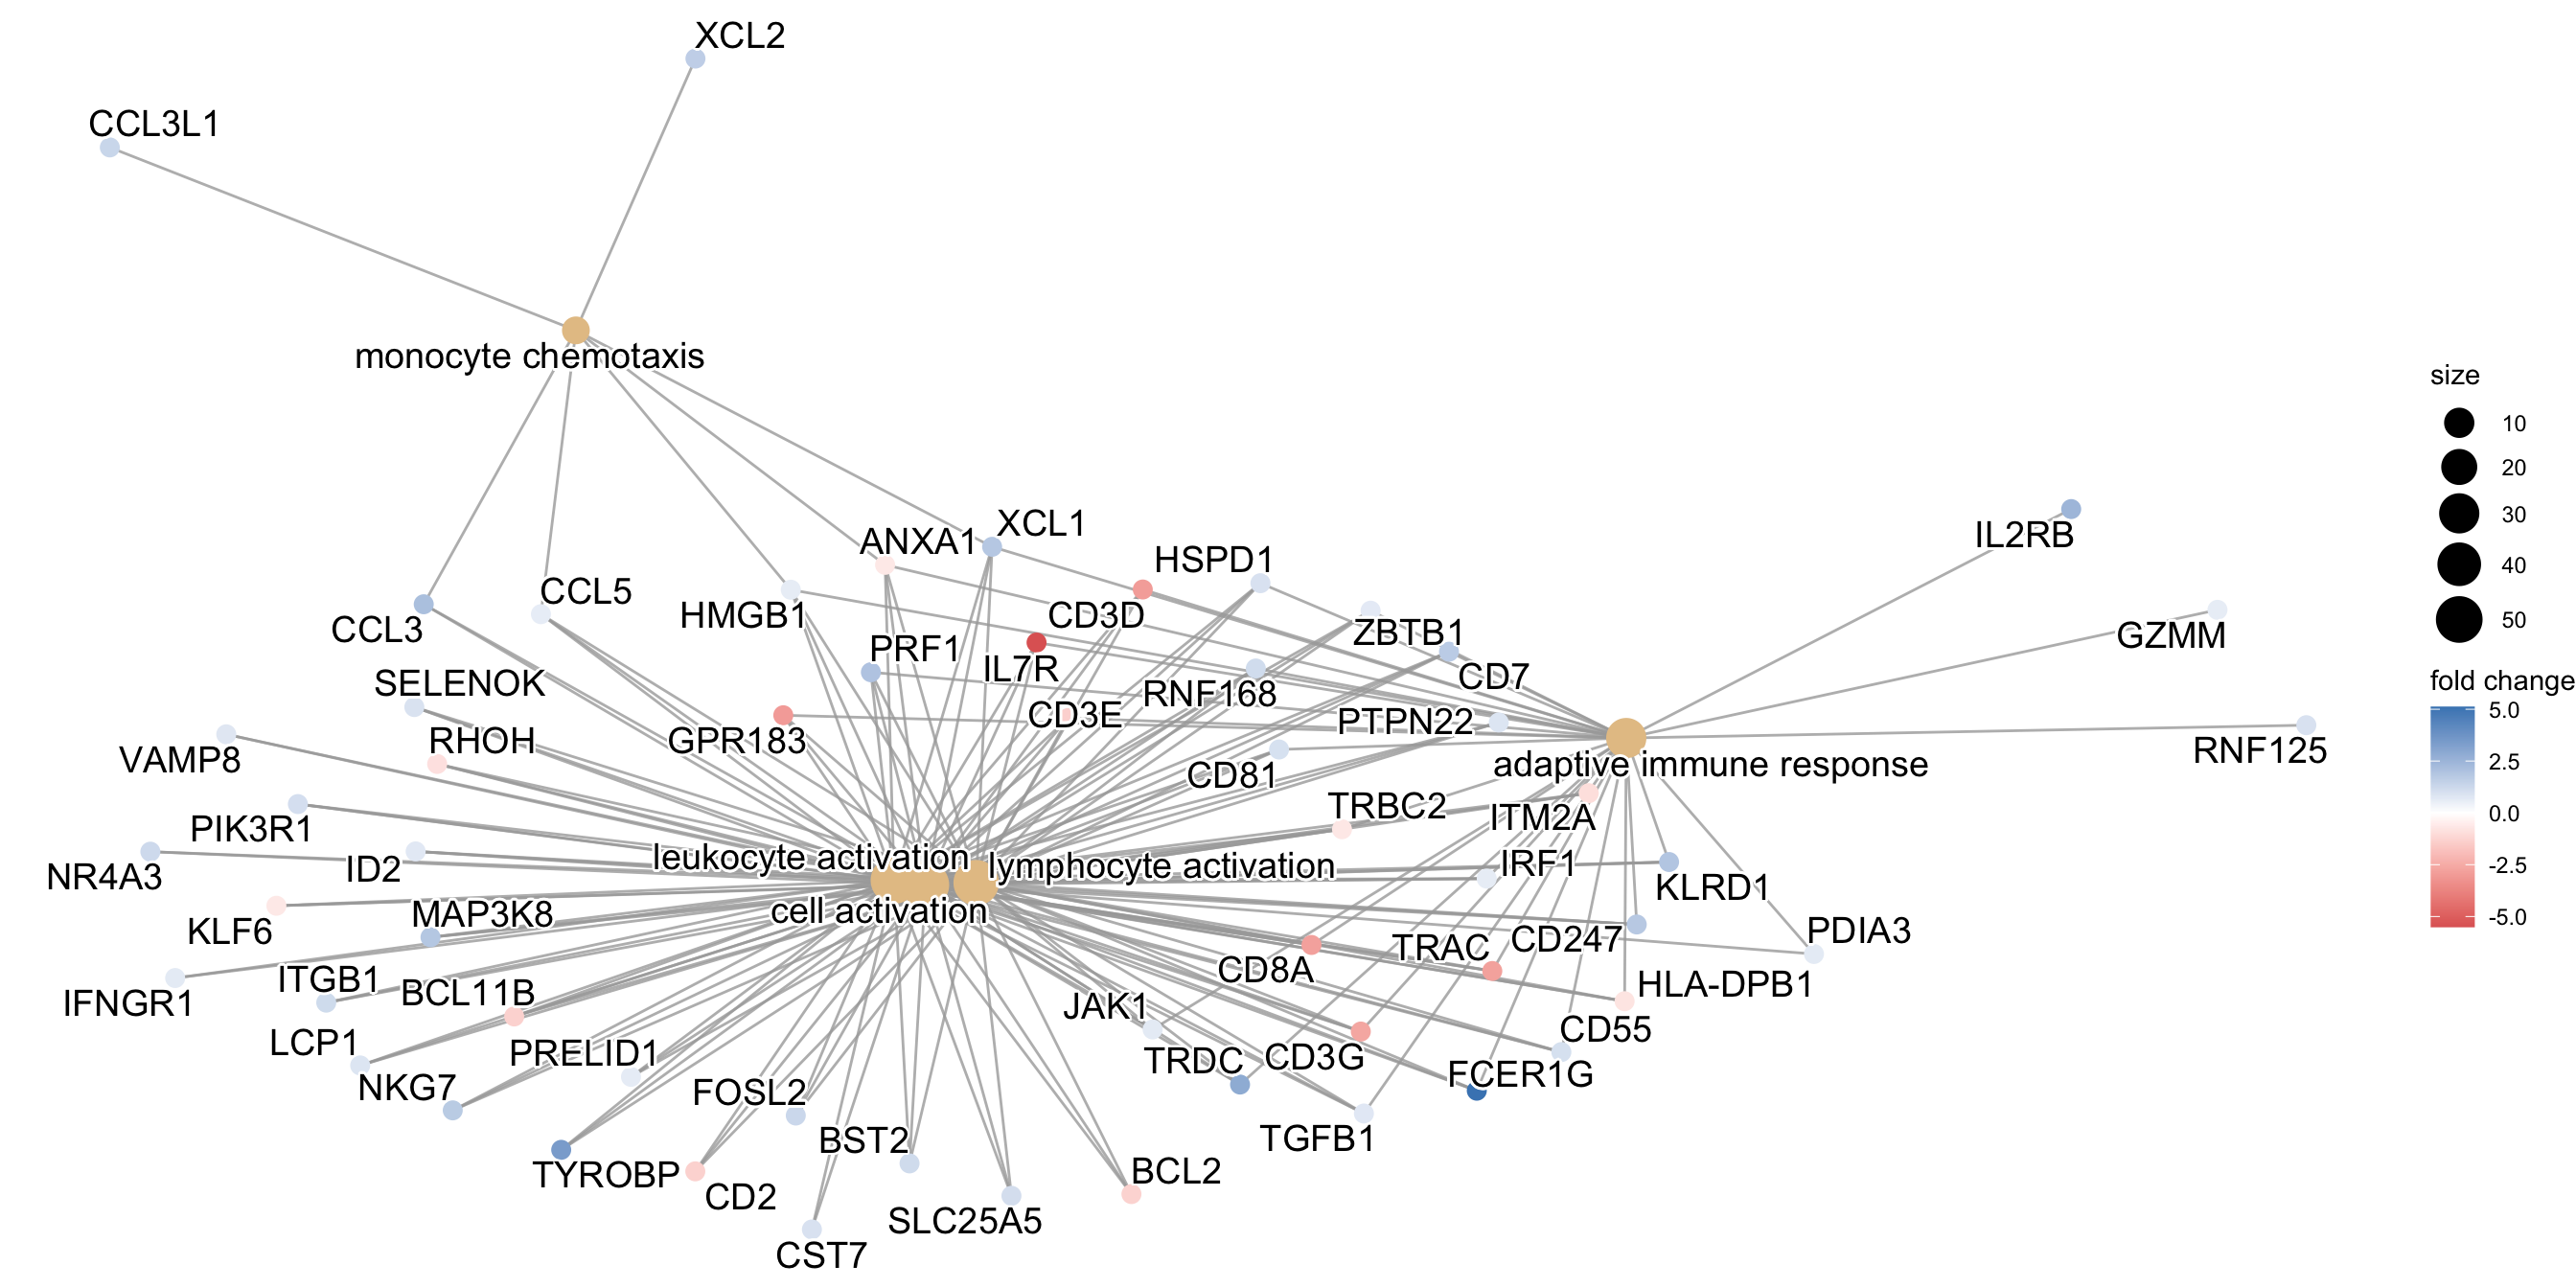 XCL2
CCL3L1
monocyte chemotaxis
size
10
20
30
40
50
fold change
5.0
2.5
0.0
-2.5
-5.0
XCL1
ANXA1
HSPD1
IL2RB
CCL5
HMGB1
CD3D
CCL3
ZBTB1
GZMM
PRF1
IL7R
CD7
SELENOK
RNF168
CD3E
PTPN22
RHOH
GPR183
VAMP8
RNF125
adaptive immune response
CD81
TRBC2
ITM2A
PIK3R1
leukocyte activation
lymphocyte activation
IRF1
ID2
NR4A3
KLRD1
MAP3K8
cell activation
KLF6
PDIA3
CD247
TRAC
CD8A
ITGB1
HLA-DPB1
BCL11B
IFNGR1
JAK1
CD55
LCP1
PRELID1
TRDC
CD3G
FCER1G
NKG7
FOSL2
BST2
TGFB1
TYROBP
BCL2
CD2
SLC25A5
CST7